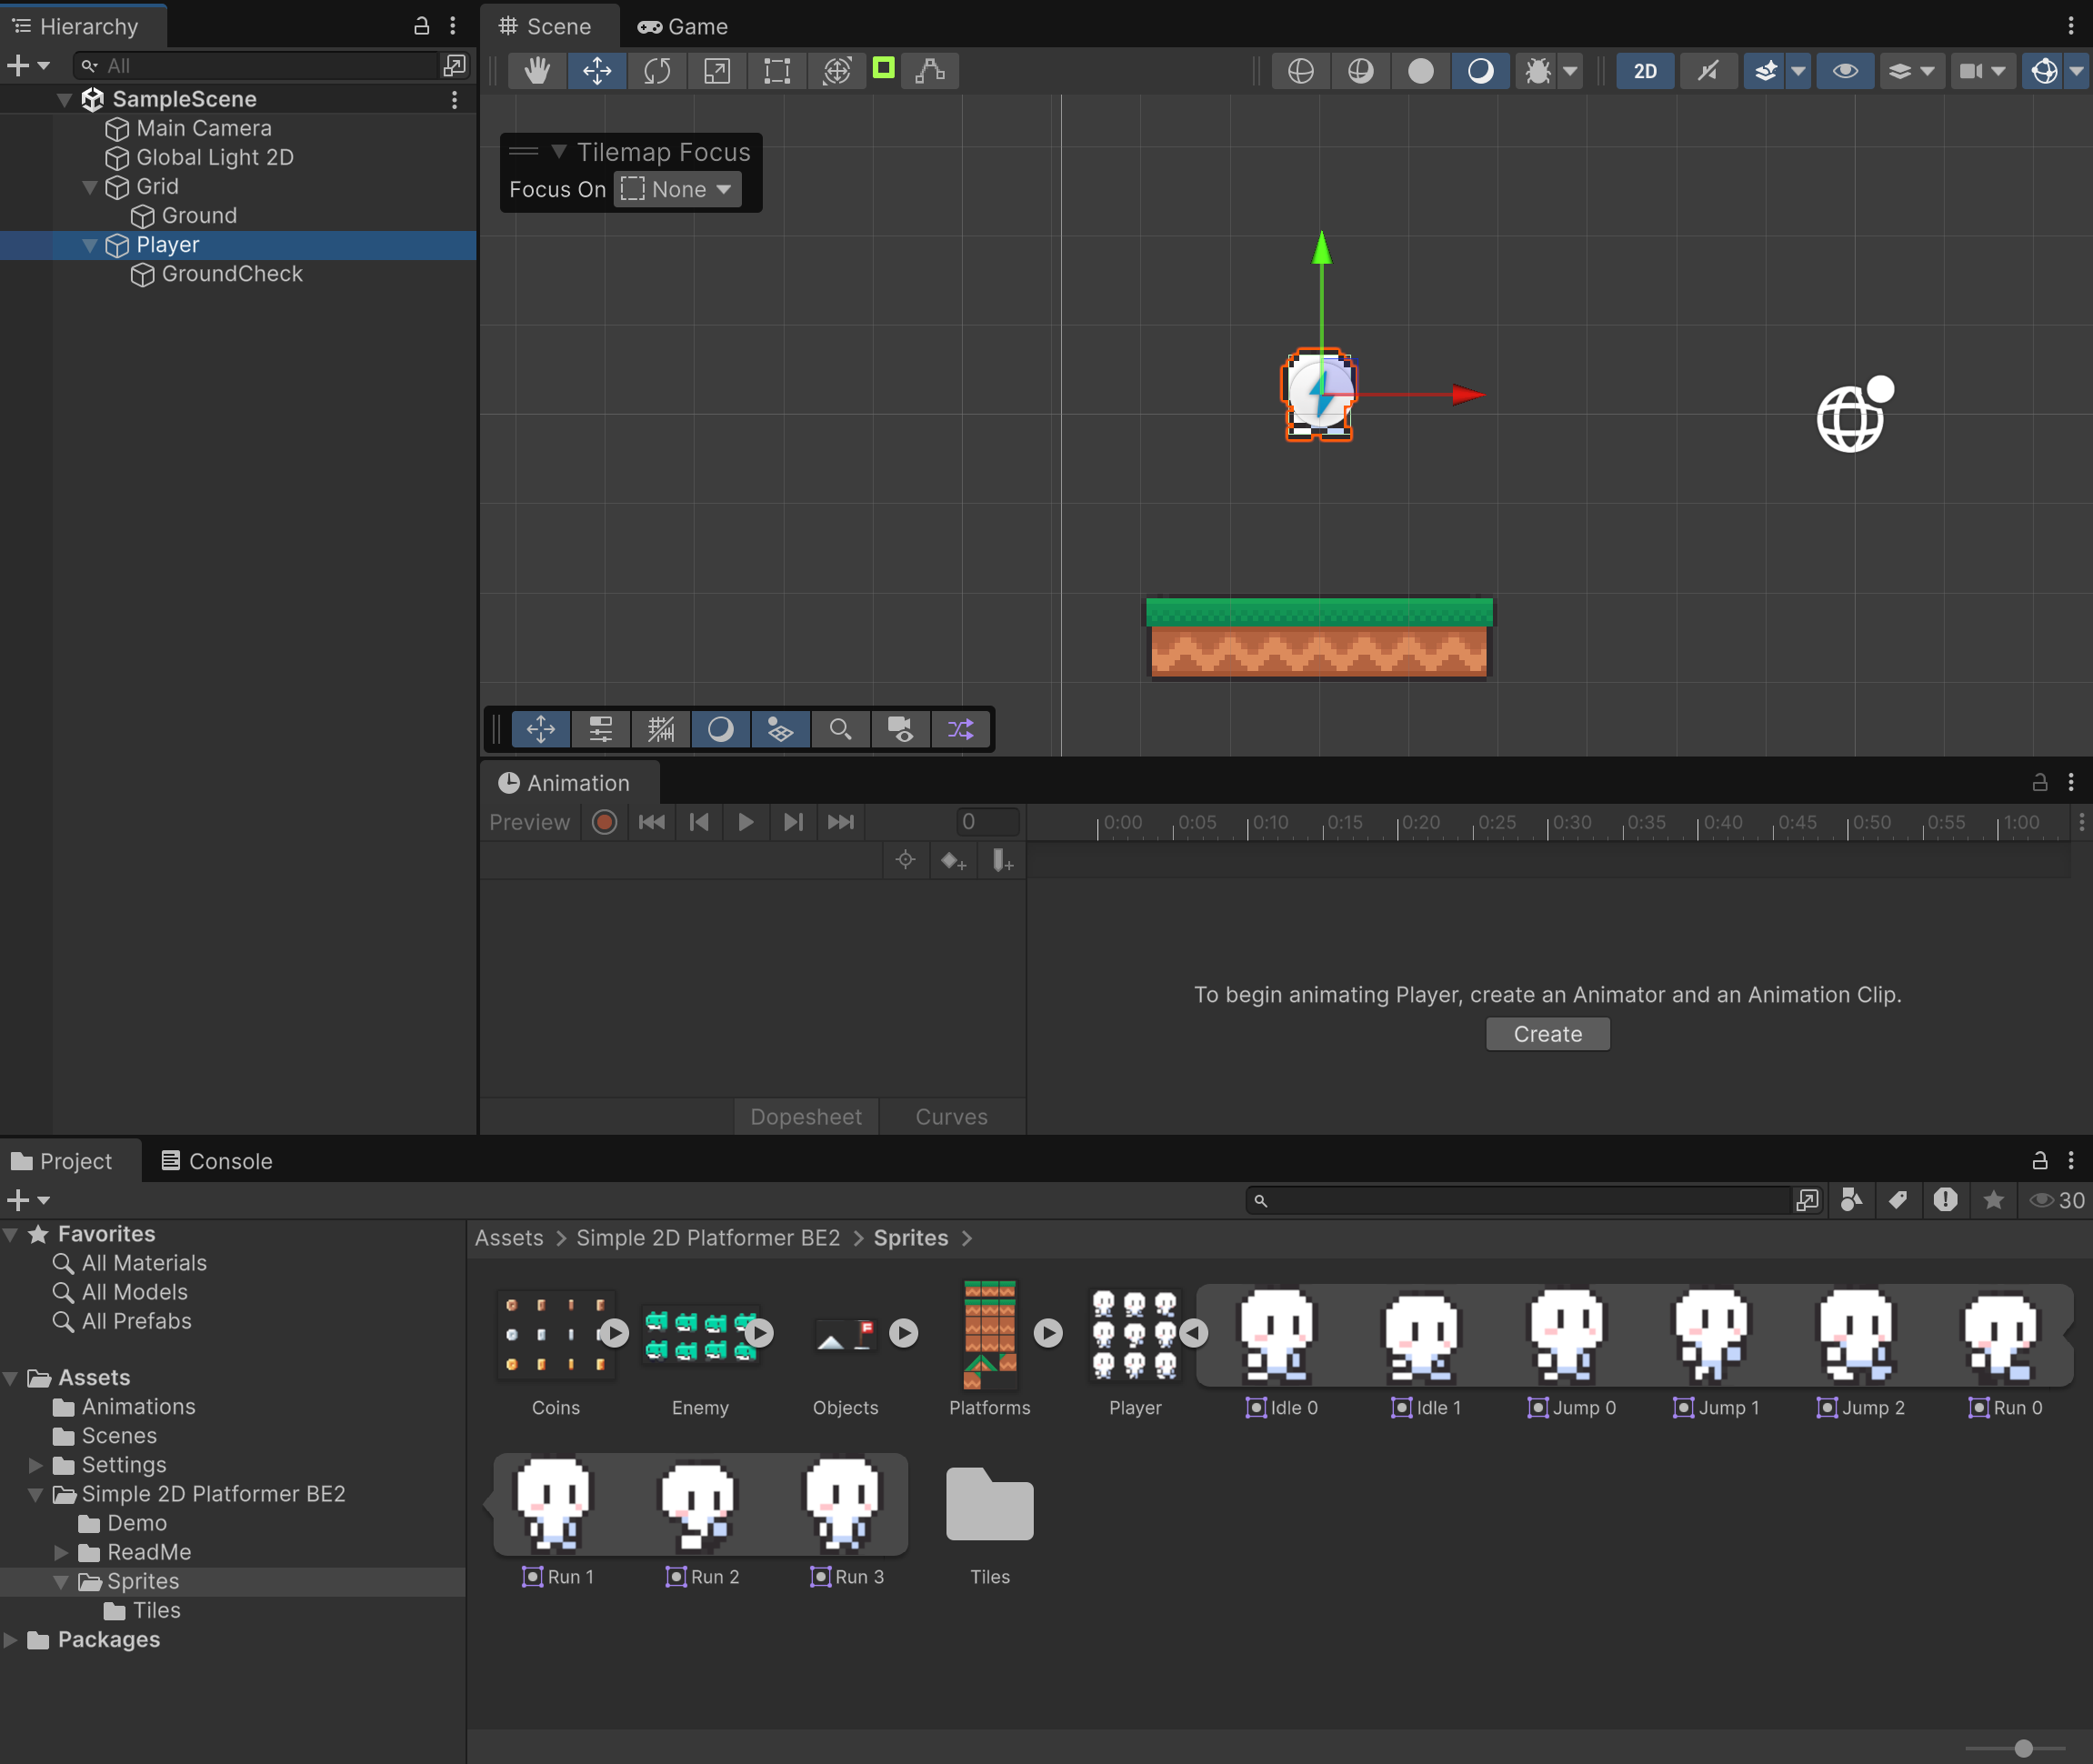 Hierarchy
Scene
Game
All
2D
SampleScene
Main Camera
Global Light 2D
Grid
Ground
Player
GroundCheck
Tilemap Focus
Focus On
None
Animation
Preview
0
0:00
0:05
0:10
0:15
0:20
0:25
0:30
0:35
0:40
0:45
0:50
0:55
1:00
To begin animating Player, create an Animator and an Animation Clip.
Create
Dopesheet
Curves
Project
Console
30
Favorites
All Materials
All Models
All Prefabs
Assets
Animations
Scenes
Settings
Simple 2D Platformer BE2
Demo
ReadMe
Sprites
Tiles
Packages
Assets > Simple 2D Platformer BE2 > Sprites >
Coins
Enemy
Objects
Platforms
Player
Idle 0
Idle 1
Jump 0
Jump 1
Jump 2
Run 0
Run 1
Run 2
Run 3
Tiles